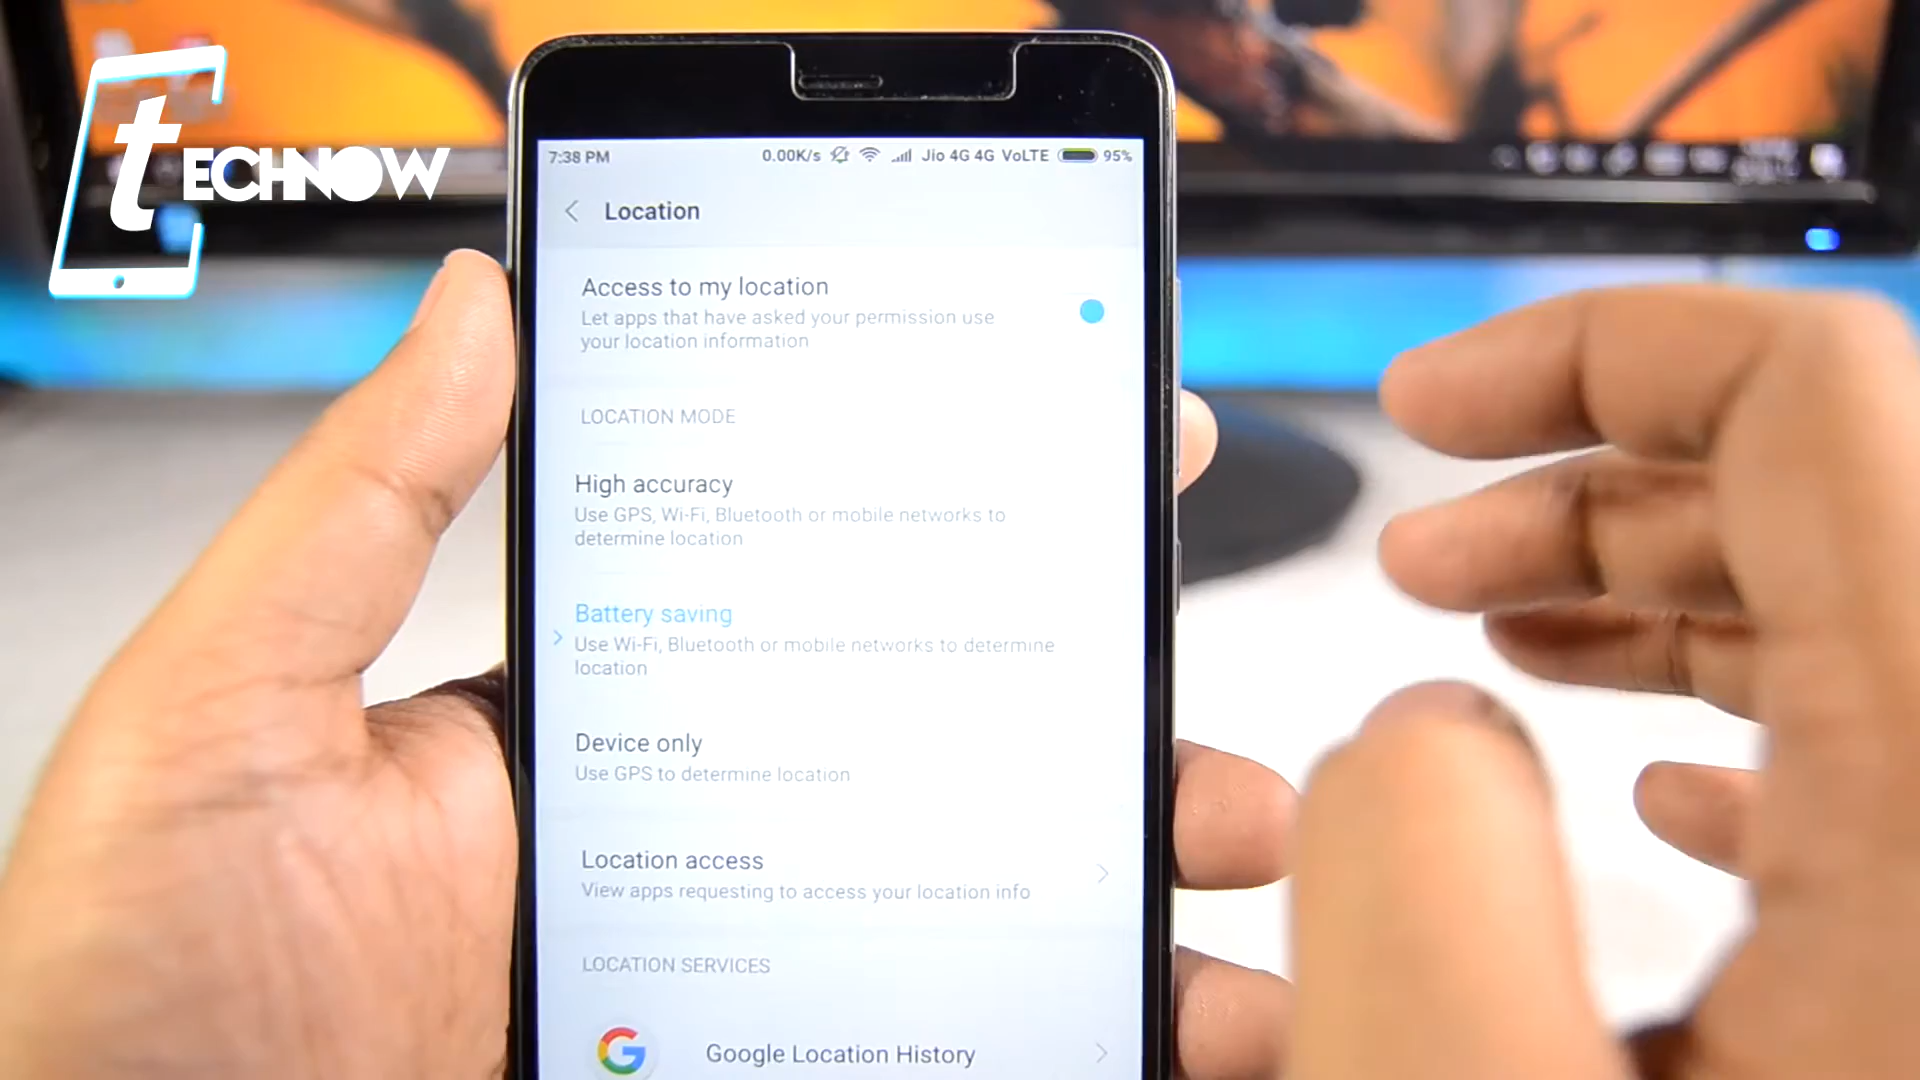 tECHNOW
7:38 PM 0.00K/s Jio 4G 4G VoLTE 95%
Location
Access to my location
Let apps that have asked your permission use
your location information
LOCATION MODE
High accuracy
Use GPS, Wi-Fi, Bluetooth or mobile networks to
determine location
Battery saving
Use Wi-Fi, Bluetooth or mobile networks to determine
location
Device only
Use GPS to determine location
Location access
View apps requesting to access your location info
LOCATION SERVICES
G Google Location History